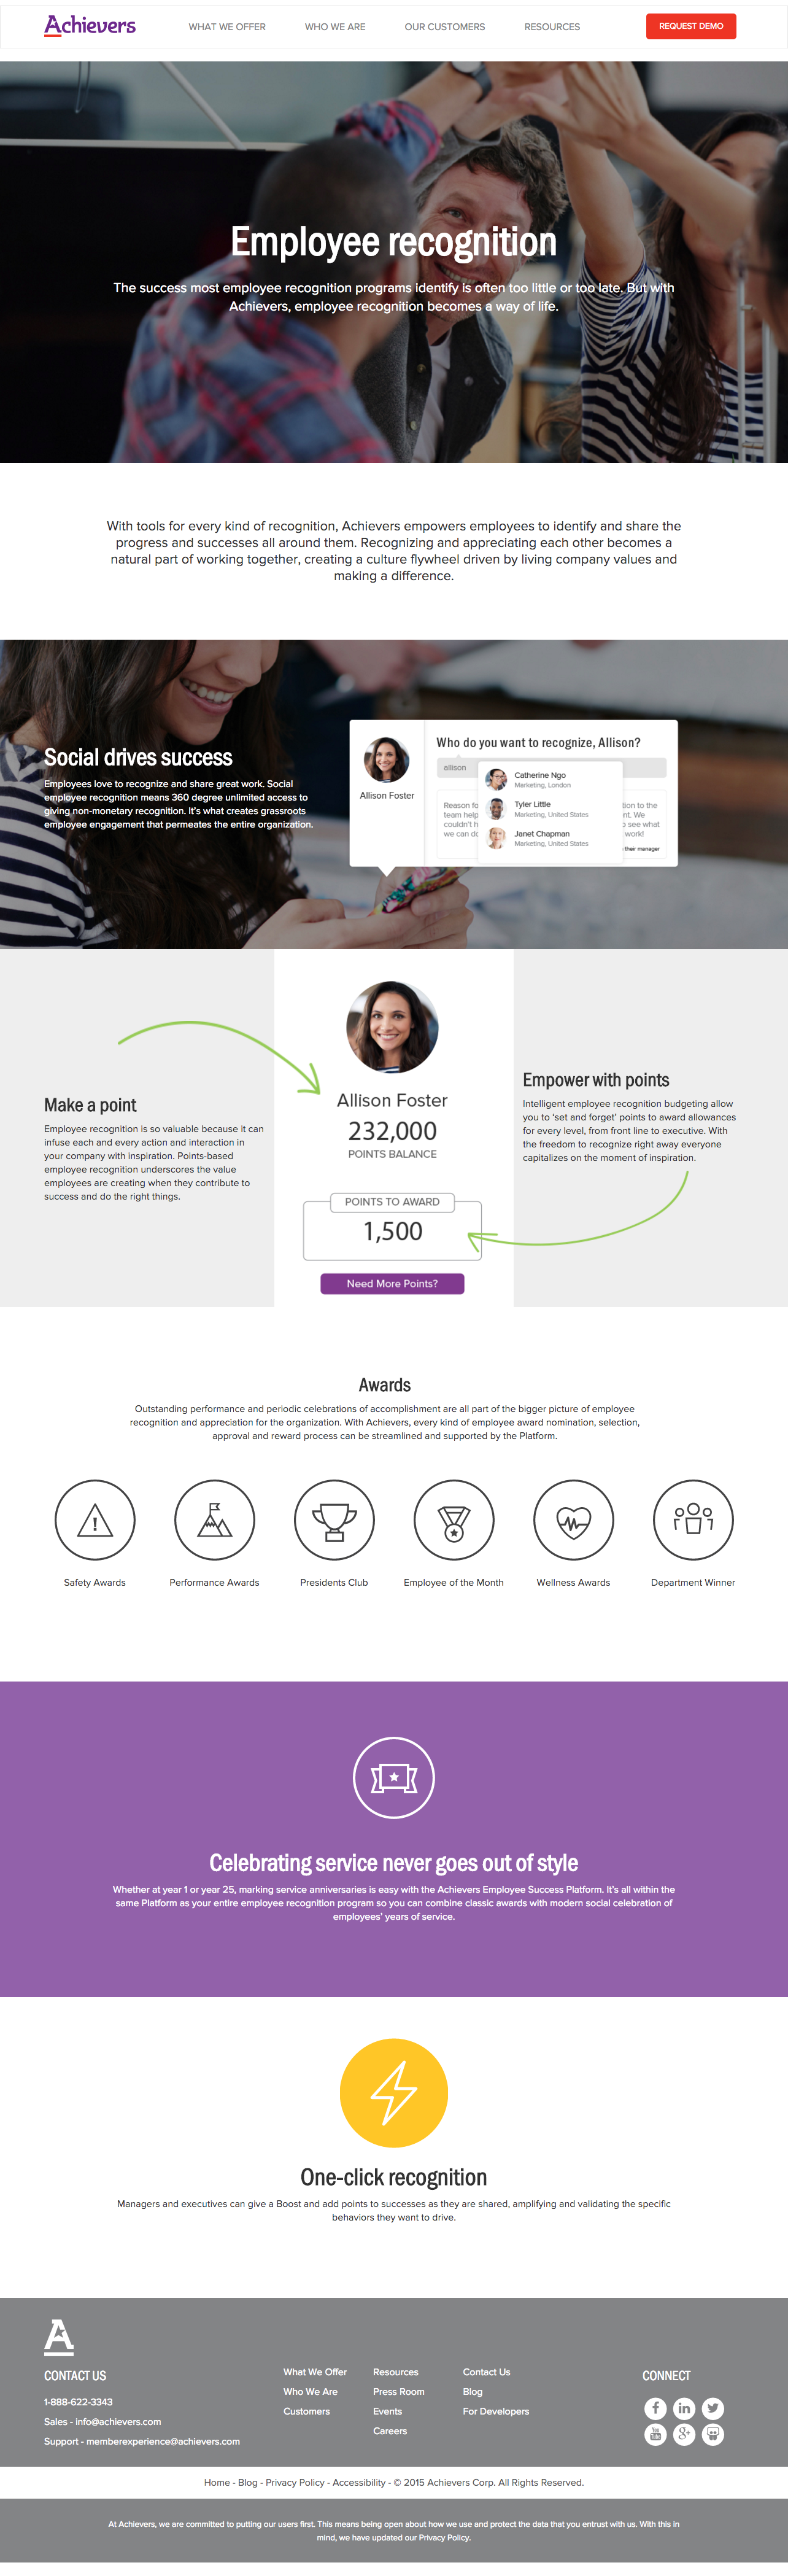 Achievers
WHAT WE OFFER
WHO WE ARE
OUR CUSTOMERS
RESOURCES
REQUEST DEMO
Employee recognition
The success most employee recognition programs identify is often too little or too late. But with
Achievers, employee recognition becomes a way of life.
With tools for every kind of recognition, Achievers empowers employees to identify and share the
progress and successes all around them. Recognizing and appreciating each other becomes a
natural part of working together, creating a culture flywheel driven by living company values and
making a difference.
Social drives success
Employees love to recognize and share great work. Social
employee recognition means 360 degree unlimited access to
giving non-monetary recognition. It's what creates grassroots
employee engagement that permeates the entire organization.
Allison Foster
Who do you want to recognize, Allison?
allison
Catherine Ngo
Marketing, London
Tyler Little
Marketing, United States
Janet Chapman
Marketing, United States
Reason fo
team help
couldn't h
we can do
tion to the
nt. We
o see what
work!
their manager
Make a point
Employee recognition is so valuable because it can
infuse each and every action and interaction in
your company with inspiration. Points-based
employee recognition underscores the value
employees are creating when they contribute to
success and do the right things.
Allison Foster
232,000
POINTS BALANCE
POINTS TO AWARD
1,500
Need More Points?
Empower with points
Intelligent employee recognition budgeting allow
you to 'set and forget' points to award allowances
for every level, from front line to executive. With
the freedom to recognize right away everyone
capitalizes on the moment of inspiration.
Awards
Outstanding performance and periodic celebrations of accomplishment are all part of the bigger picture of employee
recognition and appreciation for the organization. With Achievers, every kind of employee award nomination, selection,
approval and reward process can be streamlined and supported by the Platform.
Safety Awards
Performance Awards
Presidents Club
Employee of the Month
Wellness Awards
Department Winner
Celebrating service never goes out of style
Whether at year 1 or year 25, marking service anniversaries is easy with the Achievers Employee Success Platform. It's all within the
same Platform as your entire employee recognition program so you can combine classic awards with modern social celebration of
employees' years of service.
One-click recognition
Managers and executives can give a Boost and add points to successes as they are shared, amplifying and validating the specific
behaviors they want to drive.
A
CONTACT US
1-888-622-3343
Sales - info@achievers.com
Support - memberexperience@achievers.com
What We Offer
Who We Are
Customers
Resources
Press Room
Events
Careers
Contact Us
Blog
For Developers
CONNECT
Home - Blog - Privacy Policy - Accessibility - © 2015 Achievers Corp. All Rights Reserved.
At Achievers, we are committed to putting our users first. This means being open about how we use and protect the data that you entrust with us. With this in
mind, we have updated our Privacy Policy.